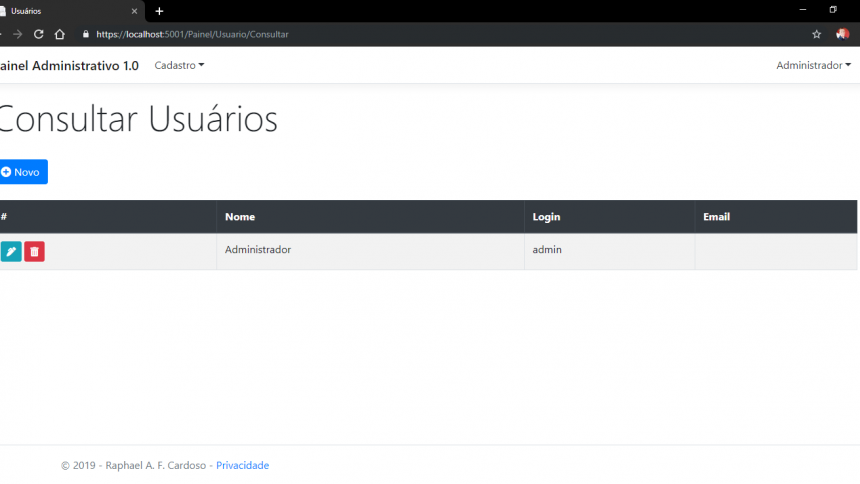 Usuários
https://localhost:5001/Painel/Usuario/Consultar
ainel Administrativo 1.0 Cadastro Administrador
Consultar Usuários
Novo
# Nome Login Email
Administrador admin
© 2019 - Raphael A. F. Cardoso - Privacidade